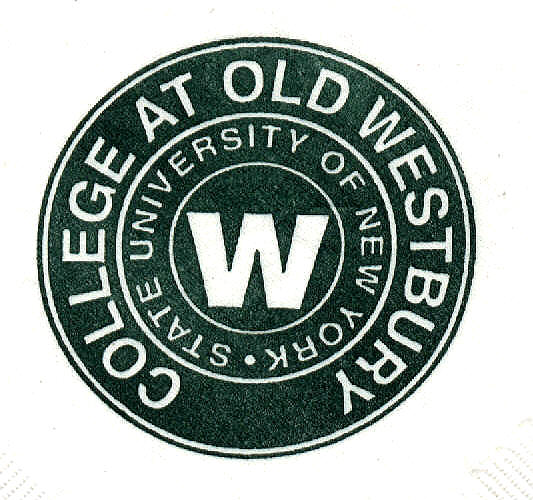 COLLEGE AT OLD WESTBURY
STATE UNIVERSITY OF NEW YORK •
W